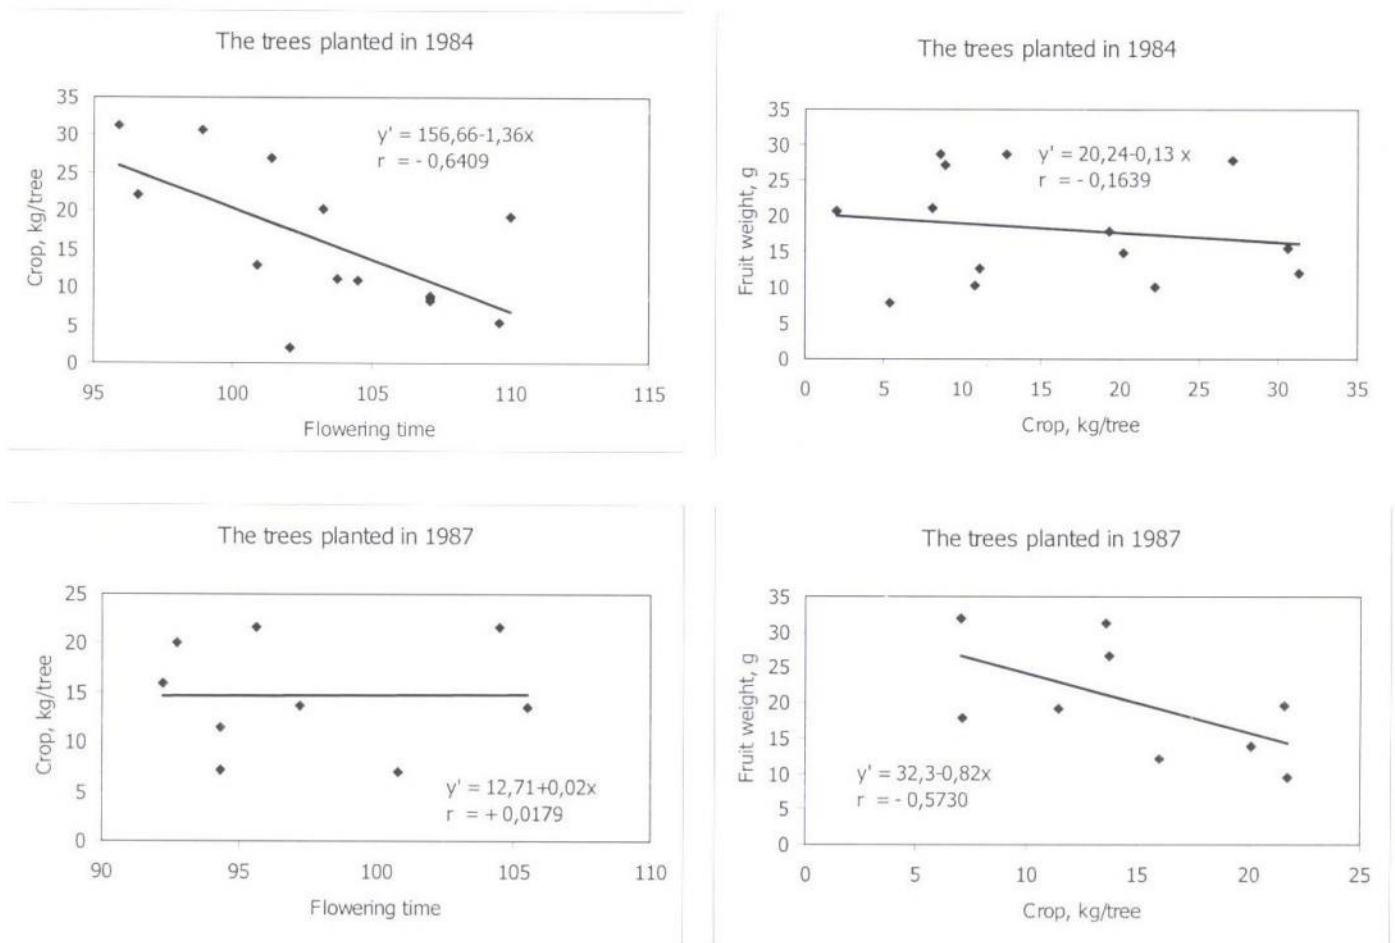 The trees planted in 1984
35
30
25
20
15
10
5
0
Crop, kg/tree
y' = 156,66-1,36x
r = - 0,6409
95 100 105 110 115
Flowering time
The trees planted in 1984
35
30
25
20
15
10
5
0
Fruit weight, g
y' = 20,24-0,13 x
r = - 0,1639
0 5 10 15 20 25 30 35
Crop, kg/tree
The trees planted in 1987
25
20
15
10
5
0
Crop, kg/tree
y' = 12,71+0,02x
r = + 0,0179
90 95 100 105 110
Flowering time
The trees planted in 1987
35
30
25
20
15
10
5
0
Fruit weight, g
y' = 32,3-0,82x
r = - 0,5730
0 5 10 15 20 25
Crop, kg/tree